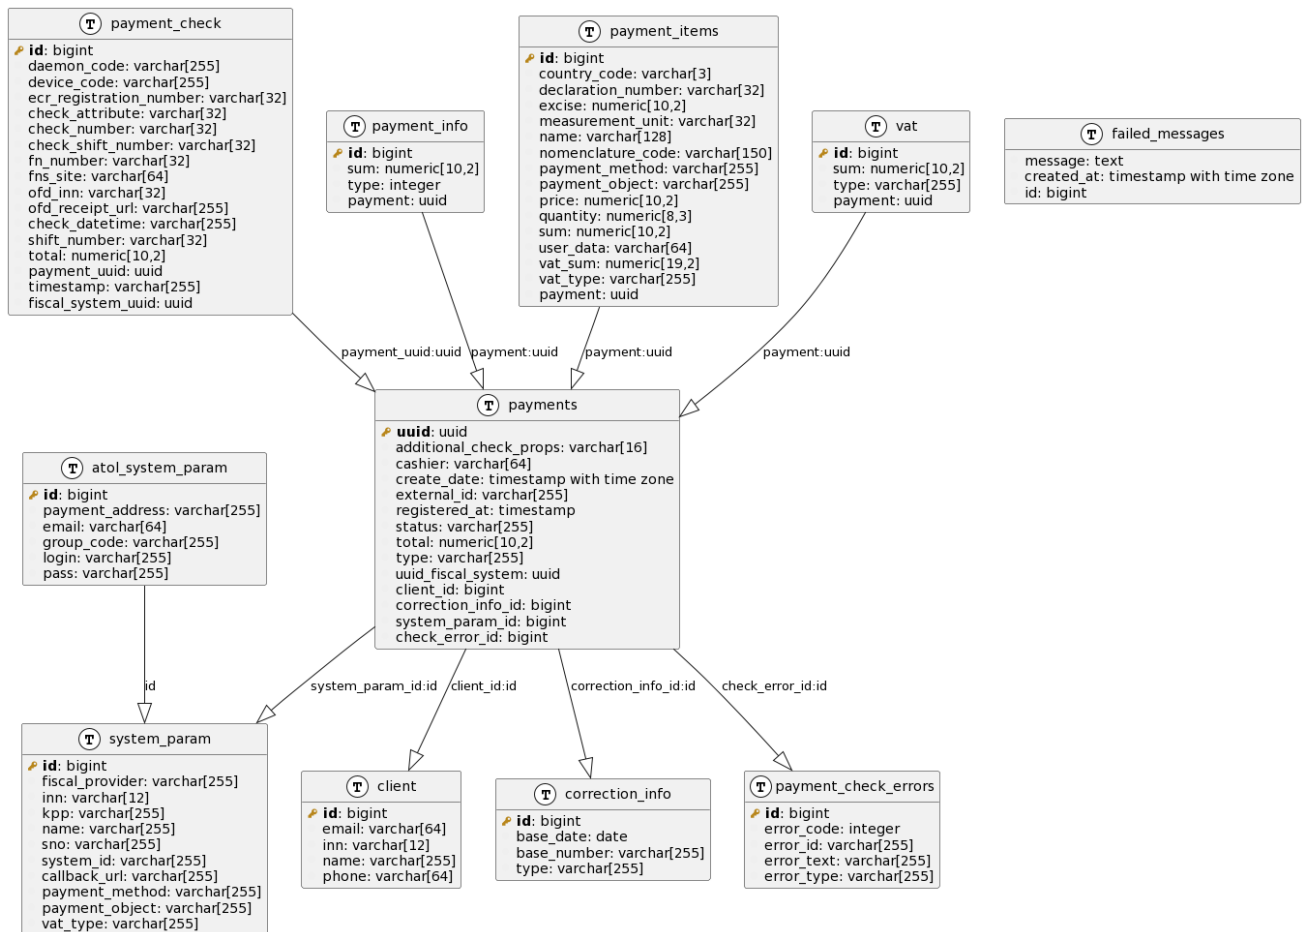 T payment_check
id: bigint
daemon_code: varchar[255]
device_code: varchar[255]
ecr_registration_number: varchar[32]
check_attribute: varchar[32]
check_number: varchar[32]
check_shift_number: varchar[32]
fn_number: varchar[32]
fns_site: varchar[64]
ofd_inn: varchar[32]
ofd_receipt_url: varchar[255]
check_datetime: varchar[255]
shift_number: varchar[32]
total: numeric[10,2]
payment_uuid: uuid
timestamp: varchar[255]
fiscal_system_uuid: uuid
T payment_info
id: bigint
sum: numeric[10,2]
type: integer
payment: uuid
T payment_items
id: bigint
country_code: varchar[3]
declaration_number: varchar[32]
excise: numeric[10,2]
measurement_unit: varchar[32]
name: varchar[128]
nomenclature_code: varchar[150]
payment_method: varchar[255]
payment_object: varchar[255]
price: numeric[10,2]
quantity: numeric[8,3]
sum: numeric[10,2]
user_data: varchar[64]
vat_sum: numeric[19,2]
vat_type: varchar[255]
payment: uuid
T vat
id: bigint
sum: numeric[10,2]
type: varchar[255]
payment: uuid
T failed_messages
message: text
created_at: timestamp with time zone
id: bigint
payment_uuid:uuid
payment:uuid
payment:uuid
payment:uuid
T payments
uuid: uuid
additional_check_props: varchar[16]
cashier: varchar[64]
create_date: timestamp with time zone
external_id: varchar[255]
registered_at: timestamp
status: varchar[255]
total: numeric[10,2]
type: varchar[255]
uuid_fiscal_system: uuid
client_id: bigint
correction_info_id: bigint
system_param_id: bigint
check_error_id: bigint
T atol_system_param
id: bigint
payment_address: varchar[255]
email: varchar[64]
group_code: varchar[255]
login: varchar[255]
pass: varchar[255]
id
system_param_id:id
client_id:id
correction_info_id:id
check_error_id:id
T system_param
id: bigint
fiscal_provider: varchar[255]
inn: varchar[12]
kpp: varchar[255]
name: varchar[255]
sno: varchar[255]
system_id: varchar[255]
callback_url: varchar[255]
payment_method: varchar[255]
payment_object: varchar[255]
vat_type: varchar[255]
T client
id: bigint
email: varchar[64]
inn: varchar[12]
name: varchar[255]
phone: varchar[64]
T correction_info
id: bigint
base_date: date
base_number: varchar[255]
type: varchar[255]
T payment_check_errors
id: bigint
error_code: integer
error_id: varchar[255]
error_text: varchar[255]
error_type: varchar[255]